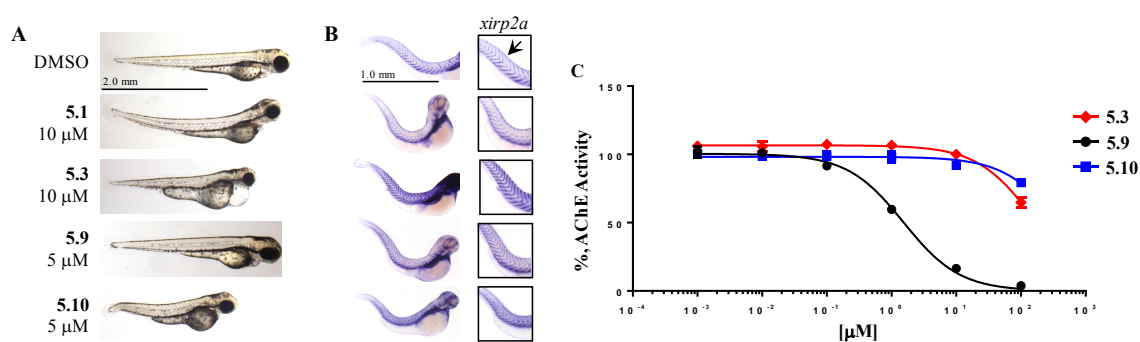 A
DMSO
2.0 mm
5.1
10 μM
5.3
10 μM
5.9
5 μM
5.10
5 μM
B
xirp2a
1.0 mm
C
%, AChE Activity
150
100
50
0
10⁻⁴ 10⁻³ 10⁻² 10⁻¹ 10⁰ 10¹ 10² 10³
[μM]
5.3
5.9
5.10